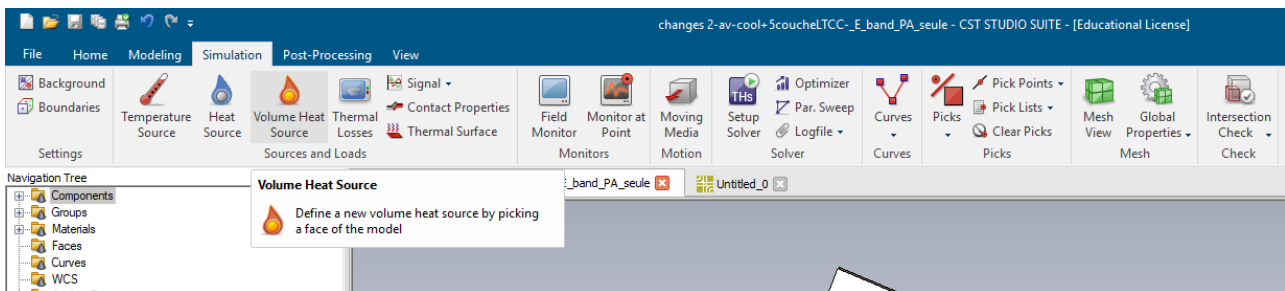 changes 2-av-cool+5coucheLTCC-_E_band_PA_seule - CST STUDIO SUITE - [Educational License]
File Home Modeling Simulation Post-Processing View
Background
Boundaries
Settings
Temperature Source
Heat Source
Volume Heat Source
Thermal Losses
Signal
Contact Properties
Thermal Surface
Sources and Loads
Field Monitor
Monitor at Point
Monitors
Moving Media
Motion
THs
Setup Solver
Optimizer
Par. Sweep
Logfile
Solver
Curves
Curves
Picks
Pick Points
Pick Lists
Clear Picks
Picks
Mesh View
Global Properties
Mesh
Intersection Check
Check
Navigation Tree
_band_PA_seule
Untitled_0
Components
Groups
Materials
Faces
Curves
WCS
Volume Heat Source
Define a new volume heat source by picking
a face of the model